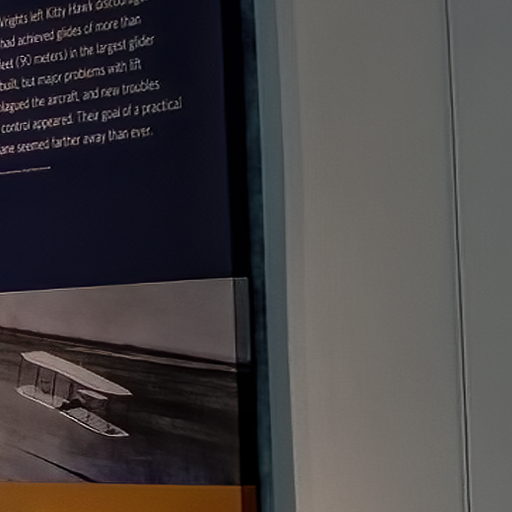 Wrights left Kitty Hawk discouraged
had achieved glides of more than
feet (90 meters) in the largest glider
built, but major problems with lift
plagued the aircraft, and new troubles
control appeared. Their goal of a practical
ane seemed farther away than ever.